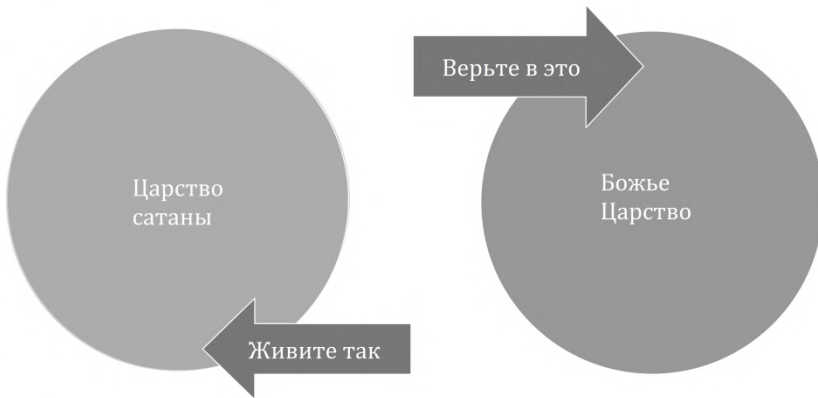 Верьте в это
Царство
сатаны
Божье
Царство
Живите так